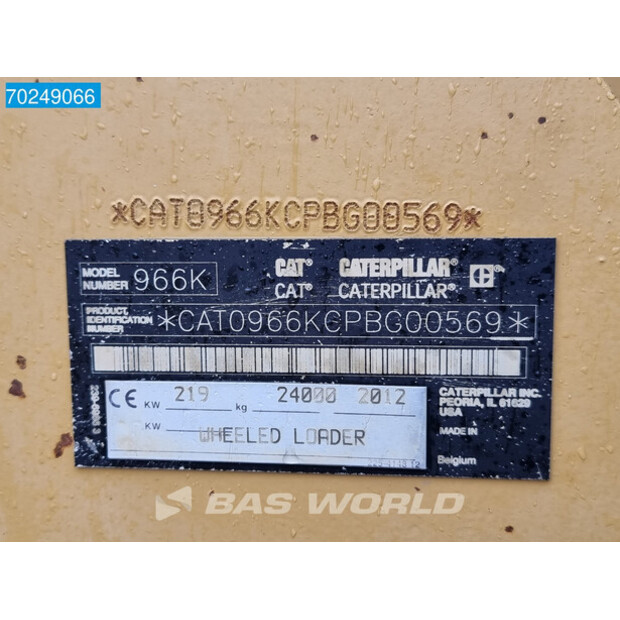 70249066
*CAT0966KCPBG00569*
MODEL NUMBER 966K
CAT® CATERPILLAR® C
CAT® CATERPILLAR®
PRODUCT IDENTIFICATION NUMBER *CAT0966KCPBG00569*
CE KW 219 kg 24000 2012
KW
WHEELED LOADER
CATERPILLAR INC.
PEORIA, IL 61629
USA
MADE IN
Belgium
BAS WORLD